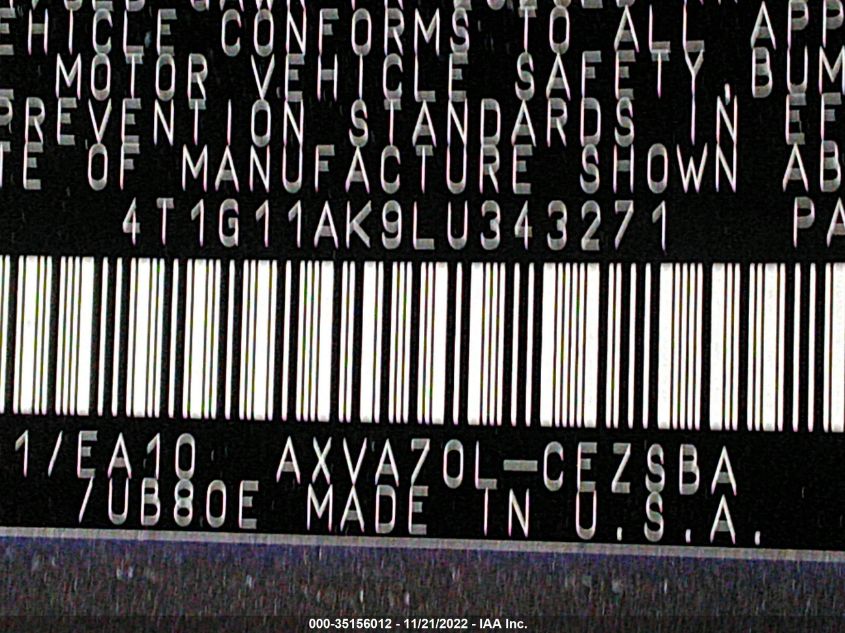 EHICLE CONFORMS TO ALL APP
MOTOR VEHICLE SAFETY, BUM
PREVENTION STANDARDS IN EF
TE OF MANUFACTURE SHOWN AB
4T1G11AK9LU343271 PA
1/EA10 AXVA70L-CEZSBA
/UB80E MADE IN U.S.A.
000-35156012 - 11/21/2022 - IAA Inc.